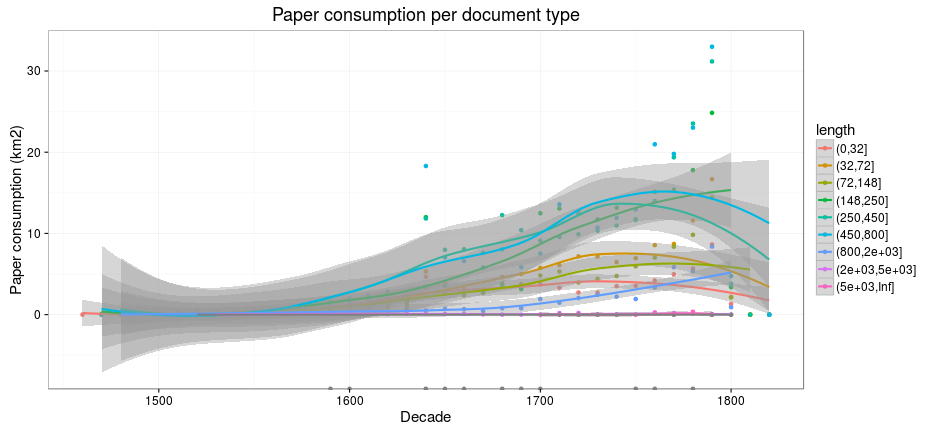 Paper consumption per document type
Paper consumption (km2)
30
20
10
0
1500
1600
1700
1800
Decade
length
(0,32]
(32,72]
(72,148]
(148,250]
(250,450]
(450,800]
(800,2e+03]
(2e+03,5e+03]
(5e+03,Inf]